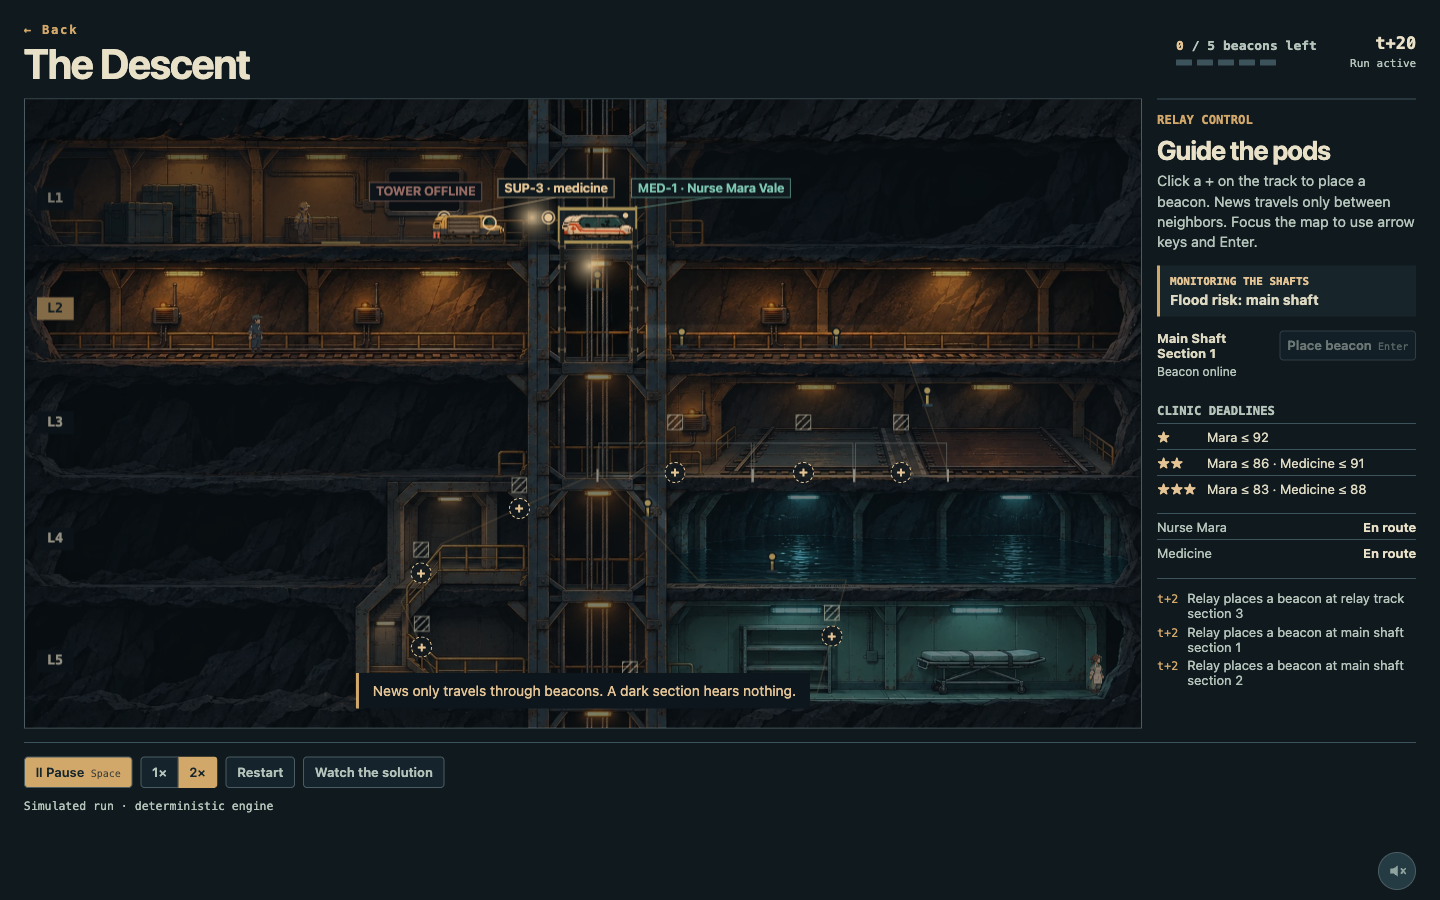 ← Back
The Descent
0 / 5 beacons left
t+20
Run active
L1
TOWER OFFLINE
SUP-3 · medicine
MED-1 · Nurse Mara Vale
L2
L3
L4
L5
News only travels through beacons. A dark section hears nothing.
RELAY CONTROL
Guide the pods
Click a + on the track to place a
beacon. News travels only between
neighbors. Focus the map to use arrow
keys and Enter.
MONITORING THE SHAFTS
Flood risk: main shaft
Main Shaft
Section 1
Beacon online
Place beacon Enter
CLINIC DEADLINES
★ Mara ≤ 92
★★ Mara ≤ 86 · Medicine ≤ 91
★★★ Mara ≤ 83 · Medicine ≤ 88
Nurse Mara En route
Medicine En route
t+2 Relay places a beacon at relay track
section 3
t+2 Relay places a beacon at main shaft
section 1
t+2 Relay places a beacon at main shaft
section 2
II Pause Space
1×
2×
Restart
Watch the solution
Simulated run · deterministic engine